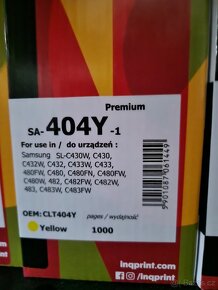 Premium
SA-404Y-1
For use in / do urządzeń :
Samsung SL-C430W, C430,
C432W, C432, C433W, C433,
480FW, C480, C480FN, C480FW,
C480W, 482, C482FW, C482W,
483, C483W, C483FW
OEM:CLT404Y
pages / wydajność
Yellow 1000
5901087061449
inqprint.com
/inqprint